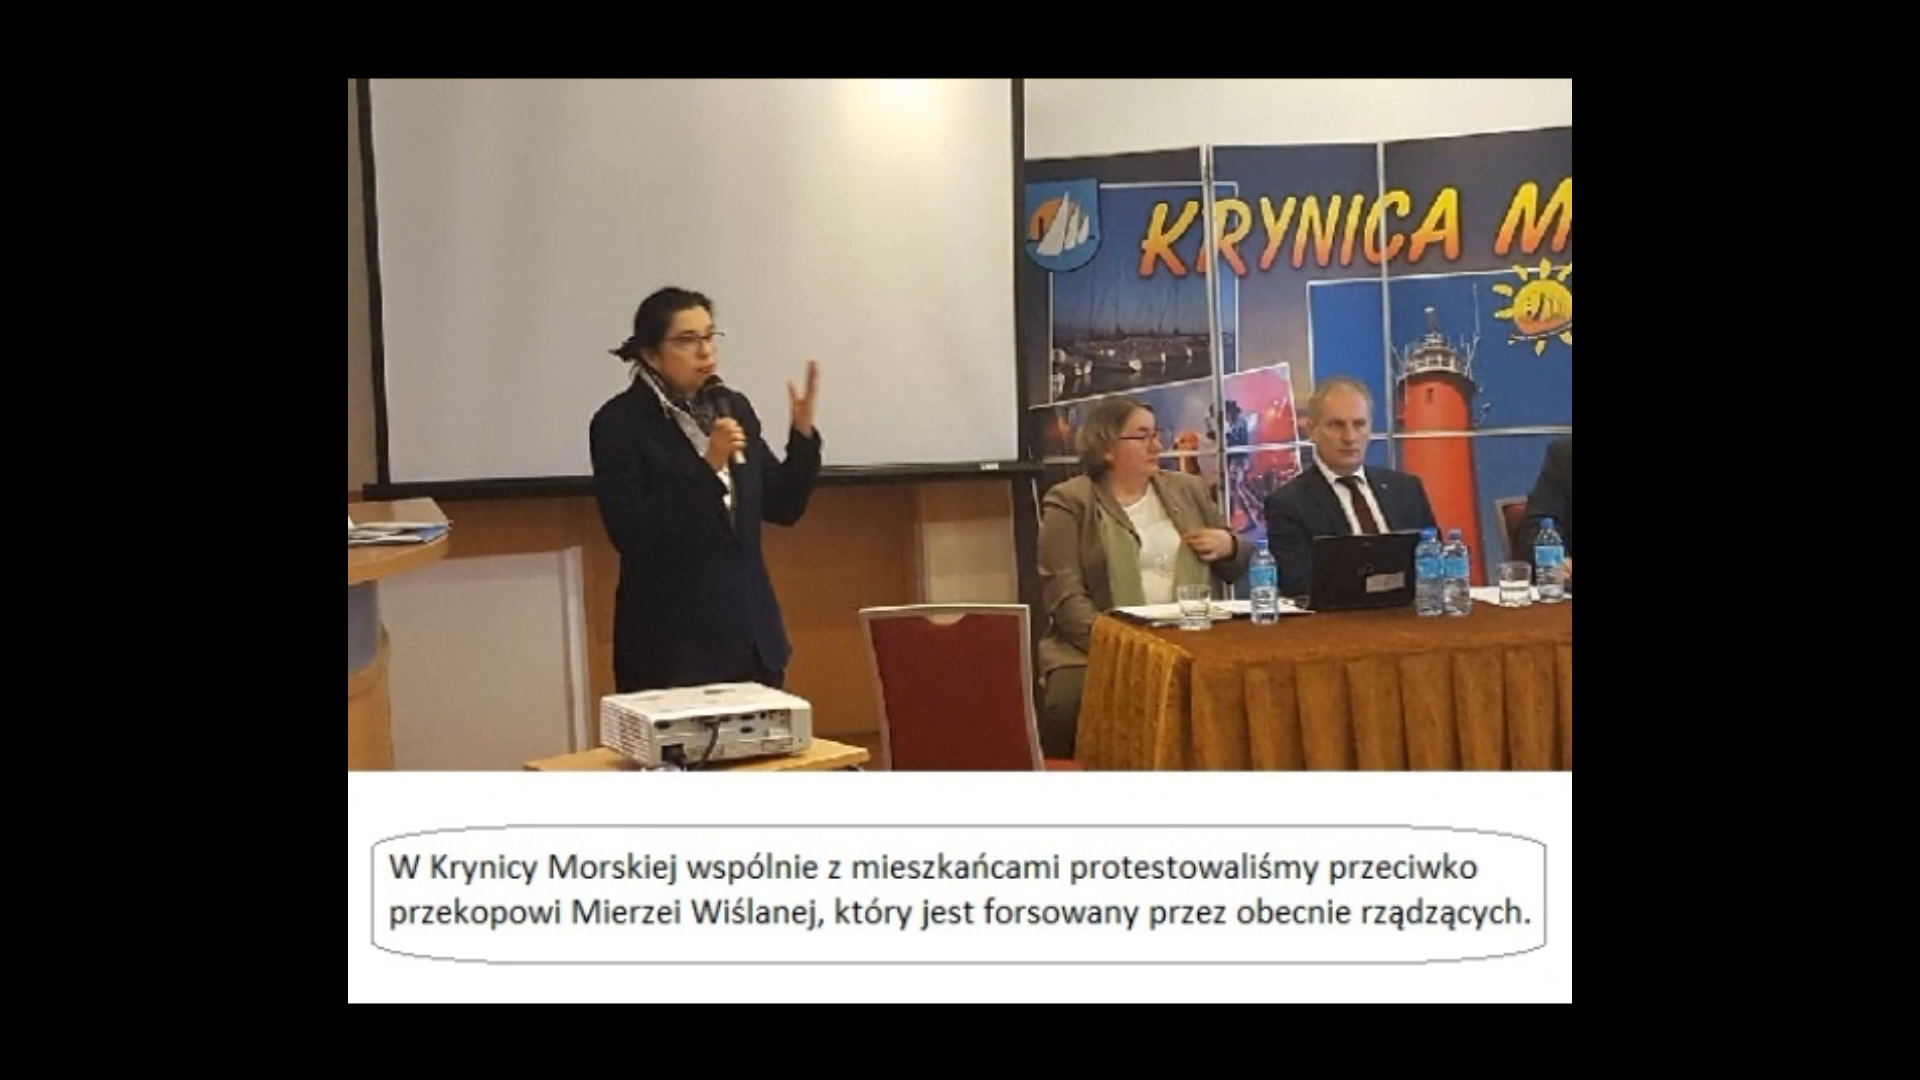 KRYNICA M
W Krynicy Morskiej wspólnie z mieszkańcami protestowaliśmy przeciwko
przekopowi Mierzei Wiślanej, który jest forsowany przez obecnie rządzących.